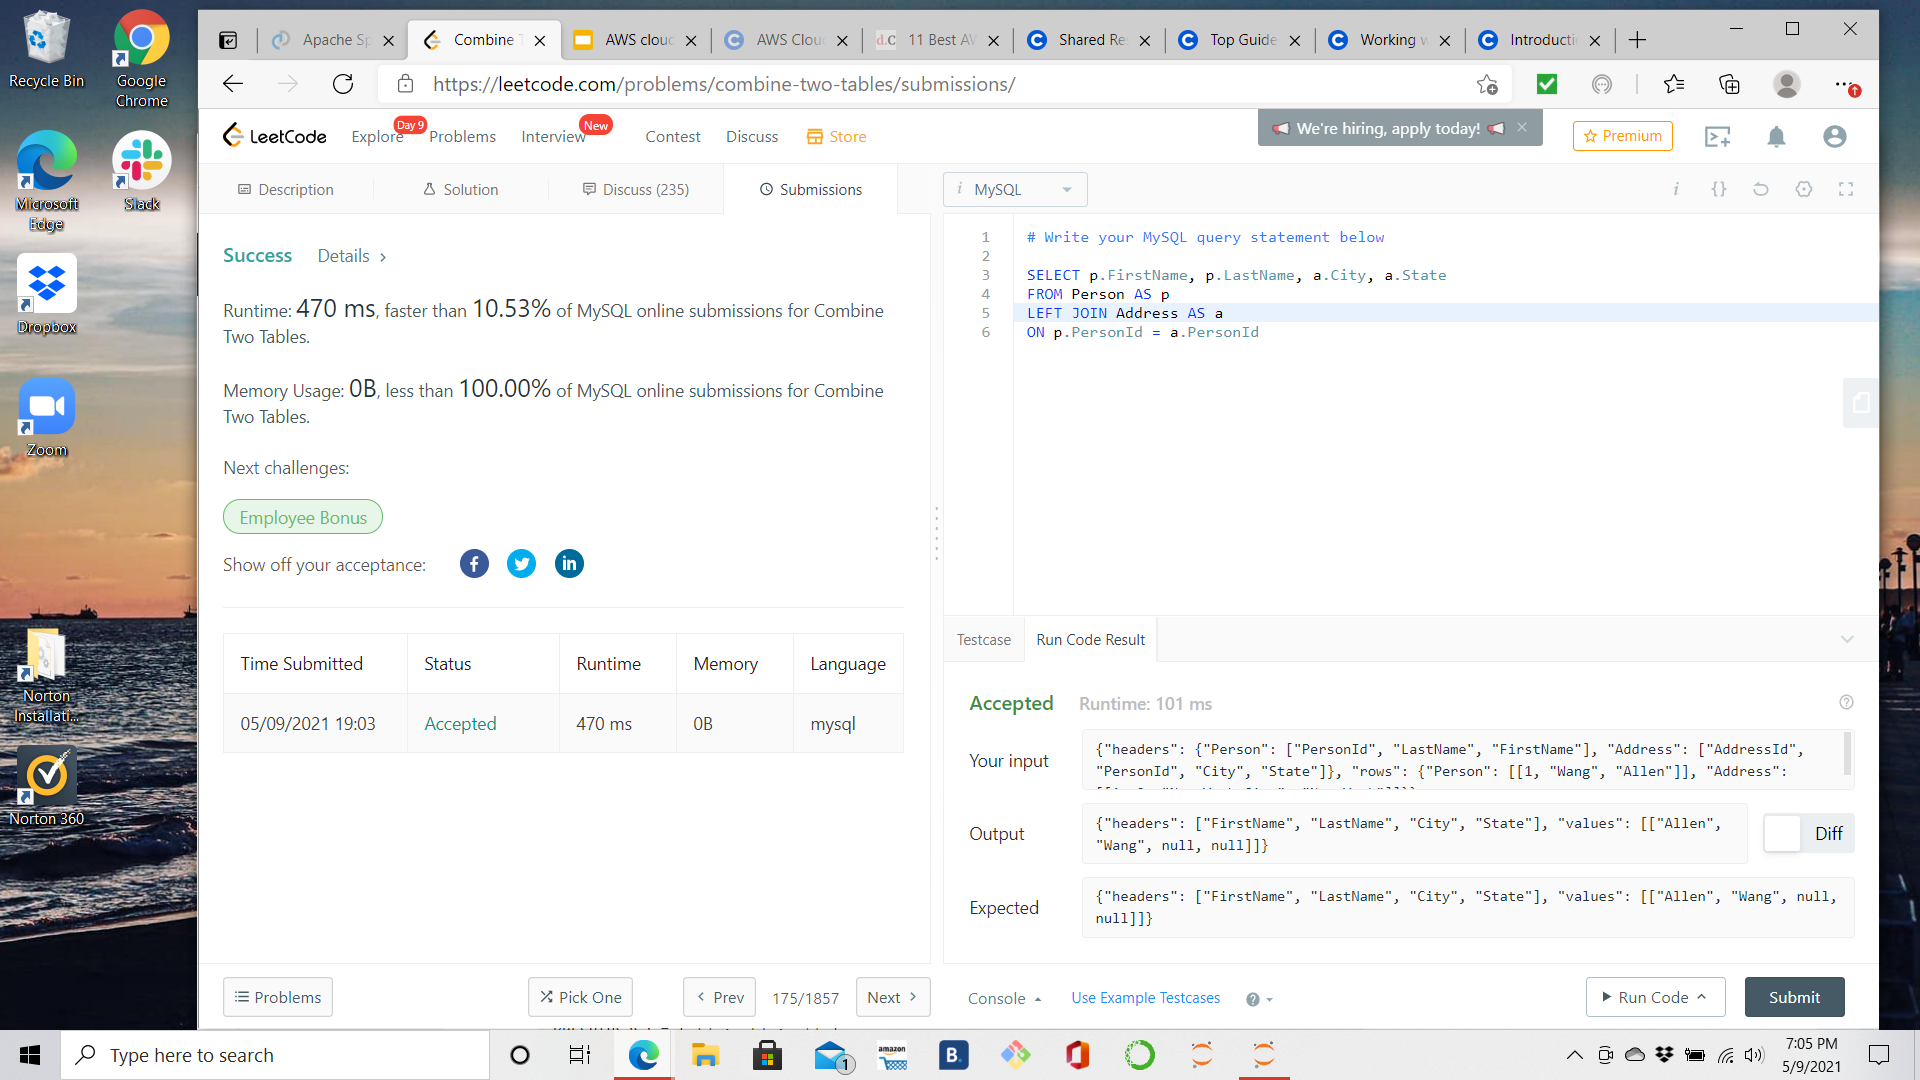 Recycle Bin
Google
Chrome
Microsoft
Edge
Slack
Dropbox
Zoom
Norton
Installati...
Norton 360
Apache Sp
Combine T
AWS clou
AWS Clou
d.C
11 Best AW
Shared Re
Top Guide
Working w
Introducti
https://leetcode.com/problems/combine-two-tables/submissions/
LeetCode
Explore
Day 9
Problems
Interview
New
Contest
Discuss
Store
We're hiring, apply today!
Premium
Description
Solution
Discuss (235)
Submissions
i MySQL
Success Details >
Runtime: 470 ms, faster than 10.53% of MySQL online submissions for Combine
Two Tables.
Memory Usage: 0B, less than 100.00% of MySQL online submissions for Combine
Two Tables.
Next challenges:
Employee Bonus
Show off your acceptance:
Time Submitted Status Runtime Memory Language
05/09/2021 19:03 Accepted 470 ms 0B mysql
1 # Write your MySQL query statement below
2
3 SELECT p.FirstName, p.LastName, a.City, a.State
4 FROM Person AS p
5 LEFT JOIN Address AS a
6 ON p.PersonId = a.PersonId
Testcase Run Code Result
Accepted Runtime: 101 ms
Your input
{"headers": {"Person": ["PersonId", "LastName", "FirstName"], "Address": ["AddressId",
"PersonId", "City", "State"]}, "rows": {"Person": [[1, "Wang", "Allen"]], "Address":
Output
{"headers": ["FirstName", "LastName", "City", "State"], "values": [["Allen",
"Wang", null, null]]}
Diff
Expected
{"headers": ["FirstName", "LastName", "City", "State"], "values": [["Allen", "Wang", null,
null]]}
Problems
Pick One
< Prev
175/1857
Next >
Console
Use Example Testcases
Run Code
Submit
Type here to search
1
amazon
B.
7:05 PM
5/9/2021